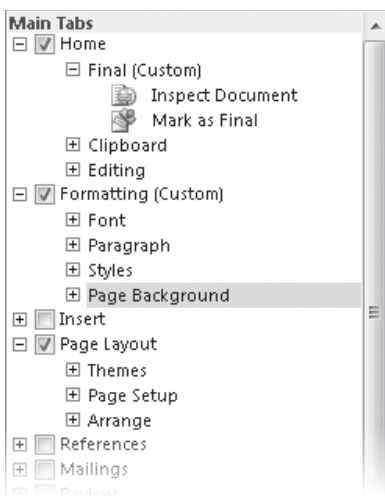 Main Tabs
Home
Final (Custom)
Inspect Document
Mark as Final
Clipboard
Editing
Formatting (Custom)
Font
Paragraph
Styles
Page Background
Insert
Page Layout
Themes
Page Setup
Arrange
References
Mailings
Review